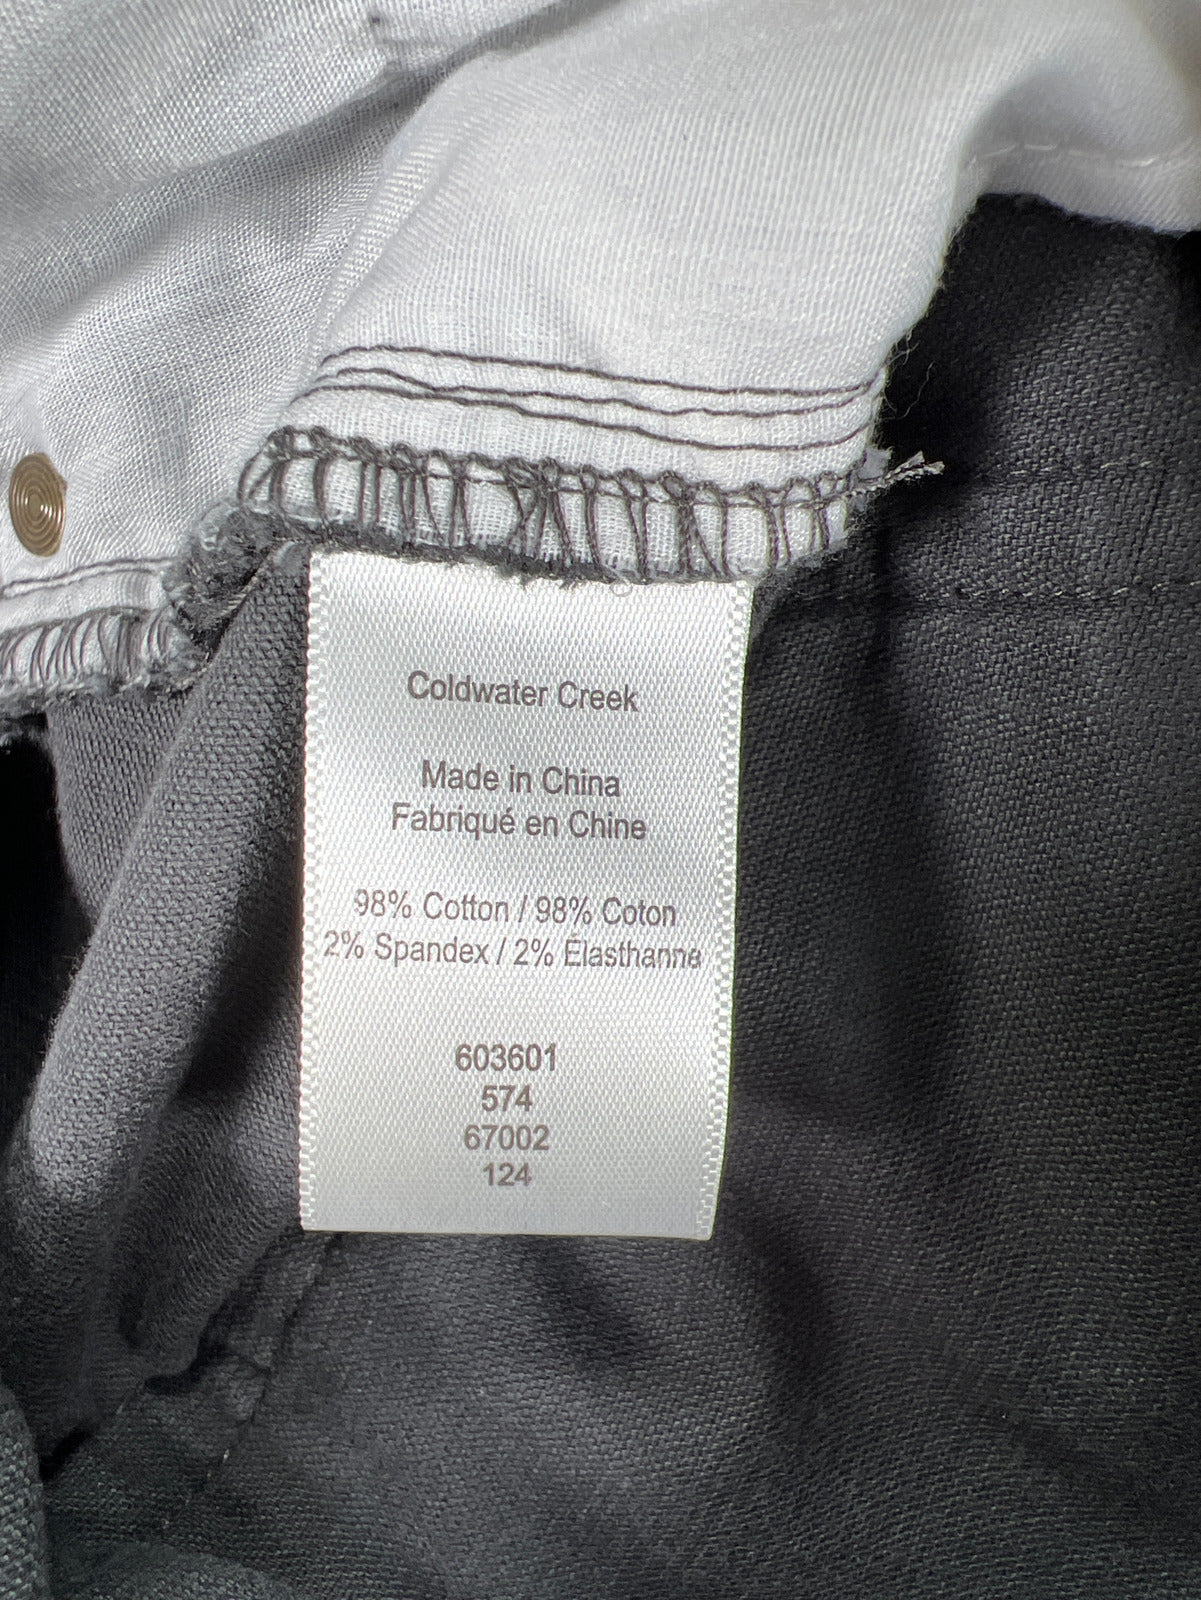 Coldwater Creek
Made in China
Fabriqué en Chine
98% Cotton / 98% Coton
2% Spandex / 2% Élasthanne
603601
574
67002
124